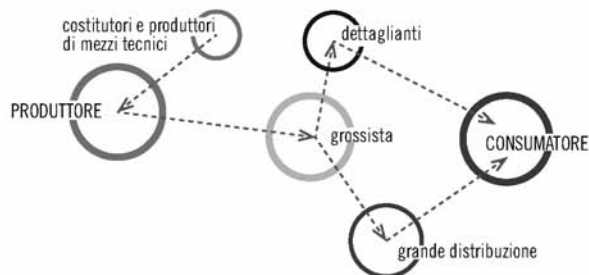 costitutori e produttori
di mezzi tecnici
dettaglianti
PRODUTTORE
grossista
CONSUMATORE
grande distribuzione